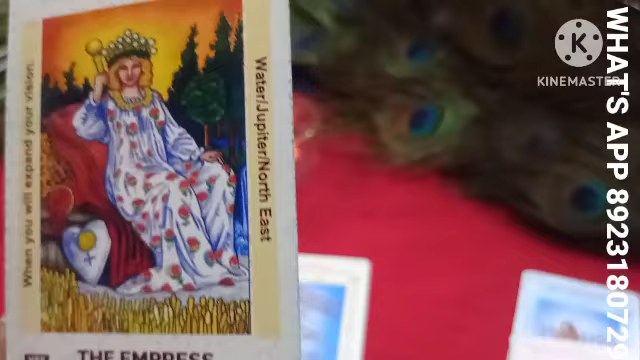 When you will expand your vision.
Water/Jupiter/North East
THE EMPRESS
KINEMASTER
WHAT'S APP 8923180729